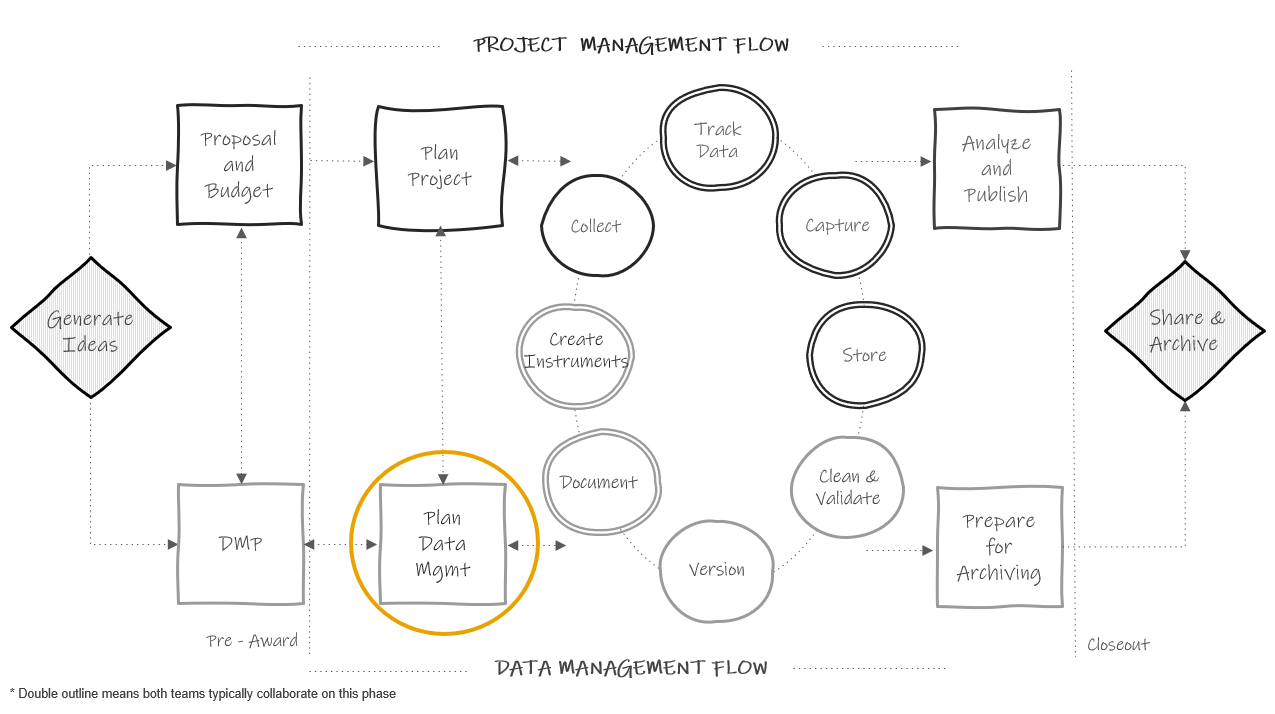 PROJECT MANAGEMENT FLOW
Proposal
and
Budget
Plan
Project
Track
Data
Analyze
and
Publish
Collect
Capture
Generate
Ideas
Create
Instruments
Store
Share &
Archive
DMP
Plan
Data
Mgmt
Document
Clean &
Validate
Version
Prepare
for
Archiving
Pre - Award
Closeout
DATA MANAGEMENT FLOW
* Double outline means both teams typically collaborate on this phase